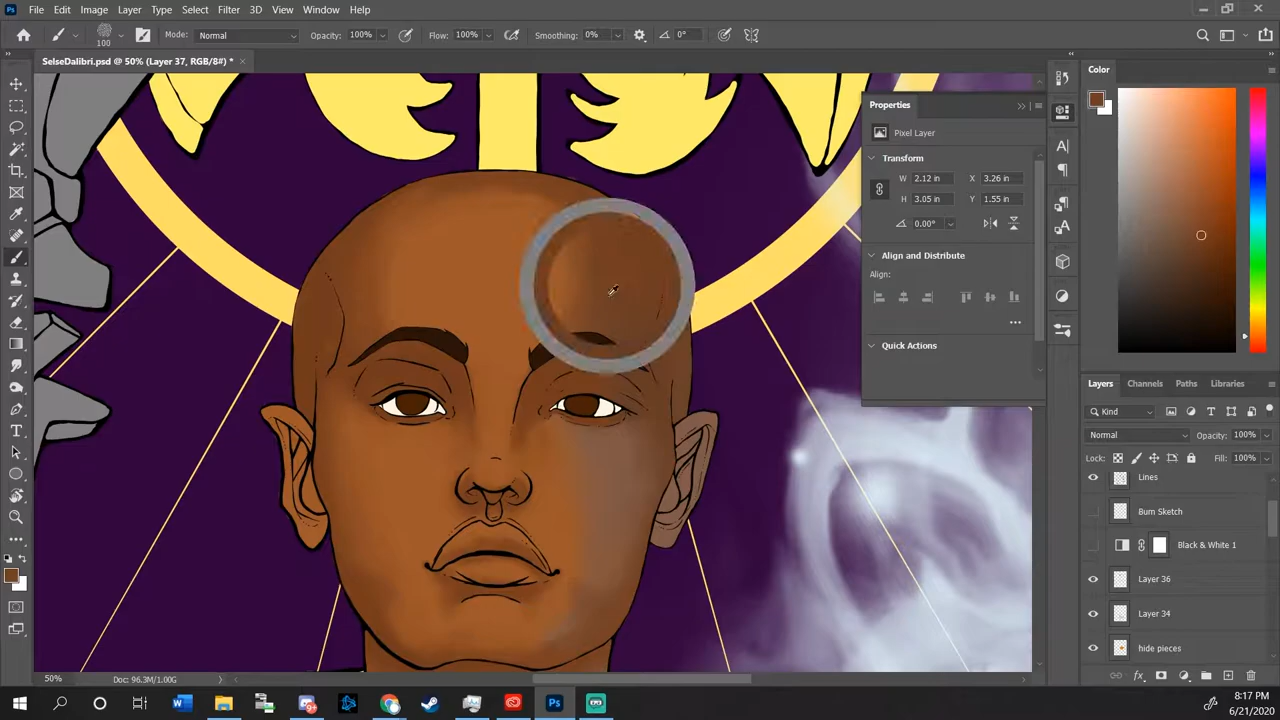 Ps File Edit Image Layer Type Select Filter 3D View Window Help
100 Mode: Normal Opacity: 100% Flow: 100% Smoothing: 0% 0°
SelseDalibri.psd @ 50% (Layer 37, RGB/8#) *
Color
Properties
Pixel Layer
Transform
W 2.12 in X 3.26 in
H 3.05 in Y 1.55 in
0.00°
Align and Distribute
Align:
Quick Actions
Layers Channels Paths Libraries
Kind
Normal Opacity: 100%
Lock: Fill: 100%
Lines
Bum Sketch
Black & White 1
Layer 36
Layer 34
hide pieces
50% Doc: 96.3M/1.00G
8:17 PM
6/21/2020